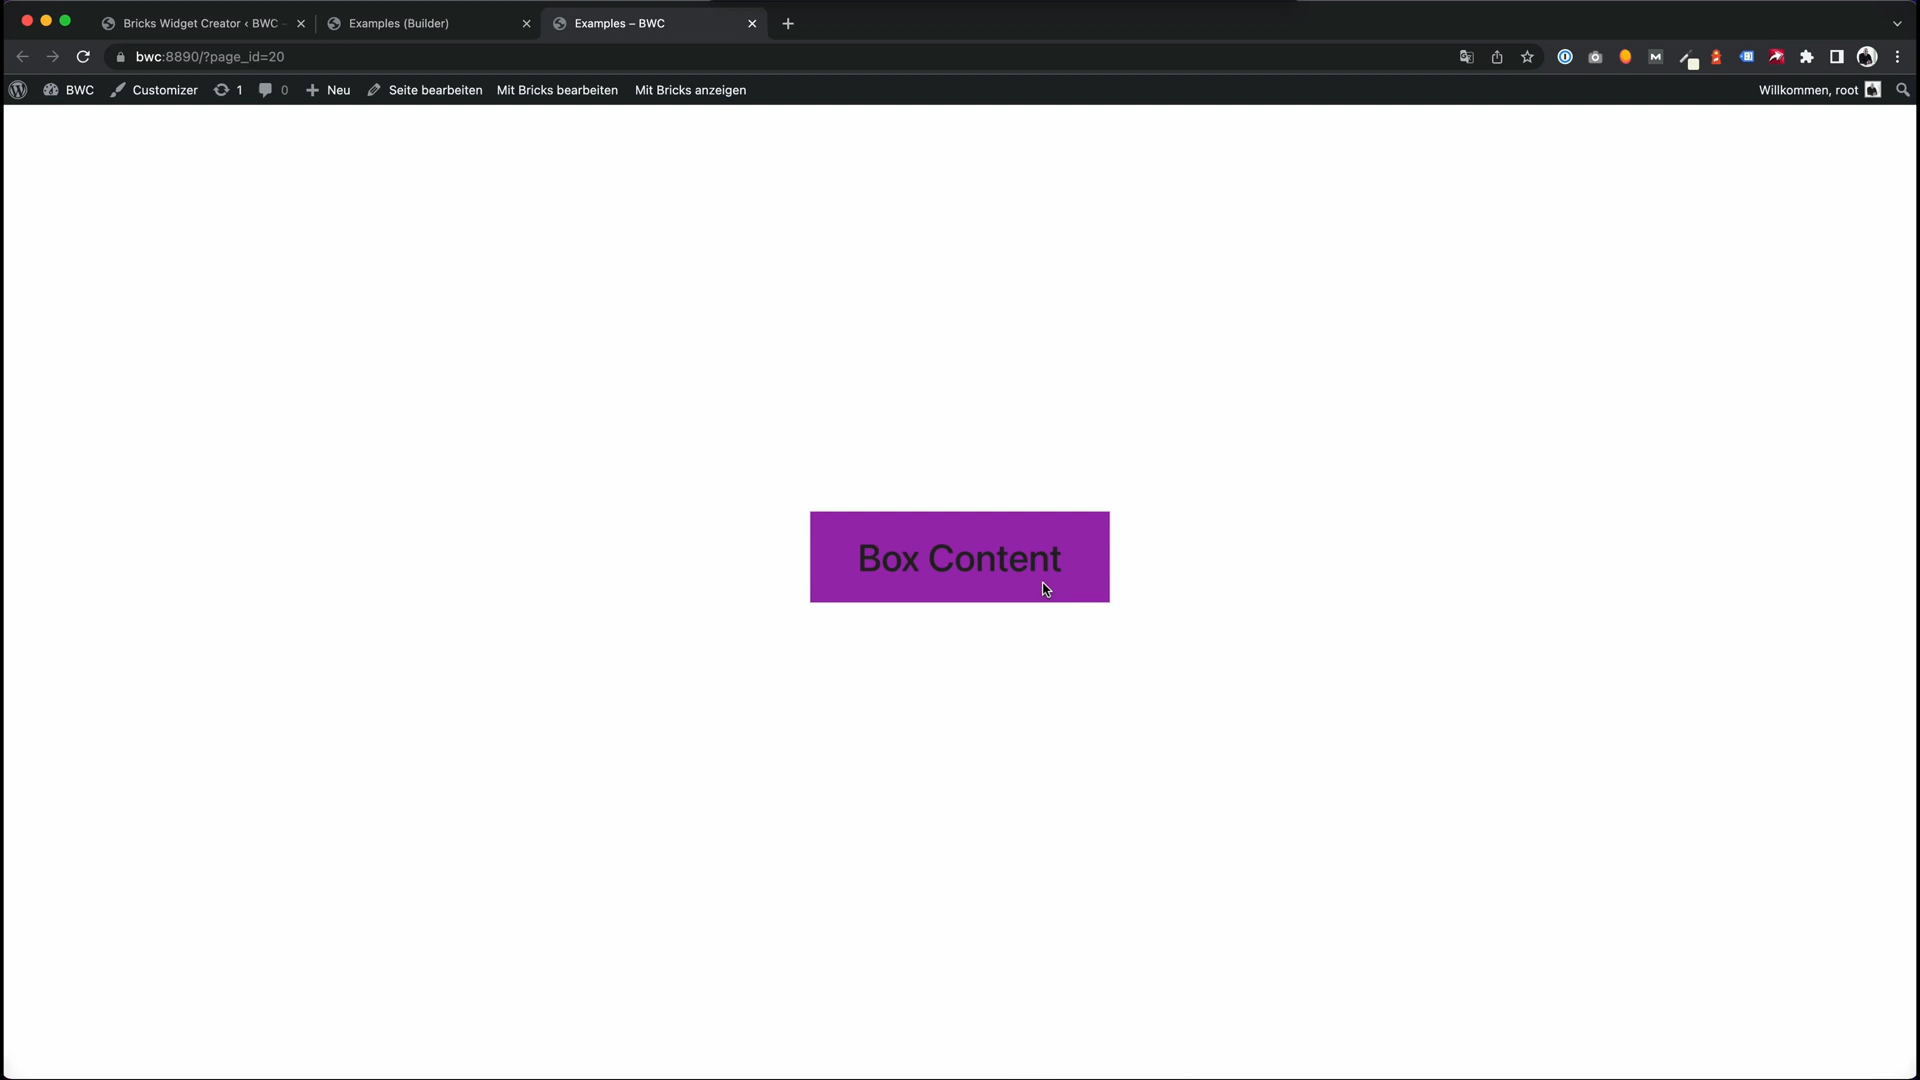 Bricks Widget Creator ‹ BWC –
Examples (Builder)
Examples – BWC
bwc:8890/?page_id=20
BWC
Customizer
1
0
Neu
Seite bearbeiten
Mit Bricks bearbeiten
Mit Bricks anzeigen
Willkommen, root
Box Content